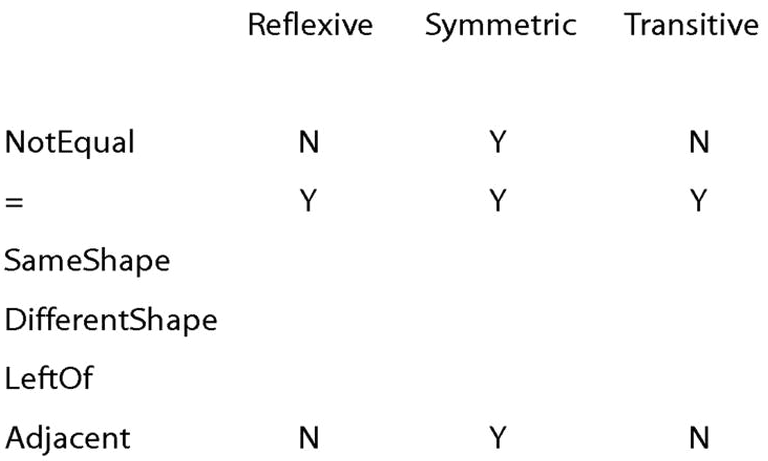 Reflexive Symmetric Transitive
NotEqual N Y N
= Y Y Y
SameShape
DifferentShape
LeftOf
Adjacent N Y N